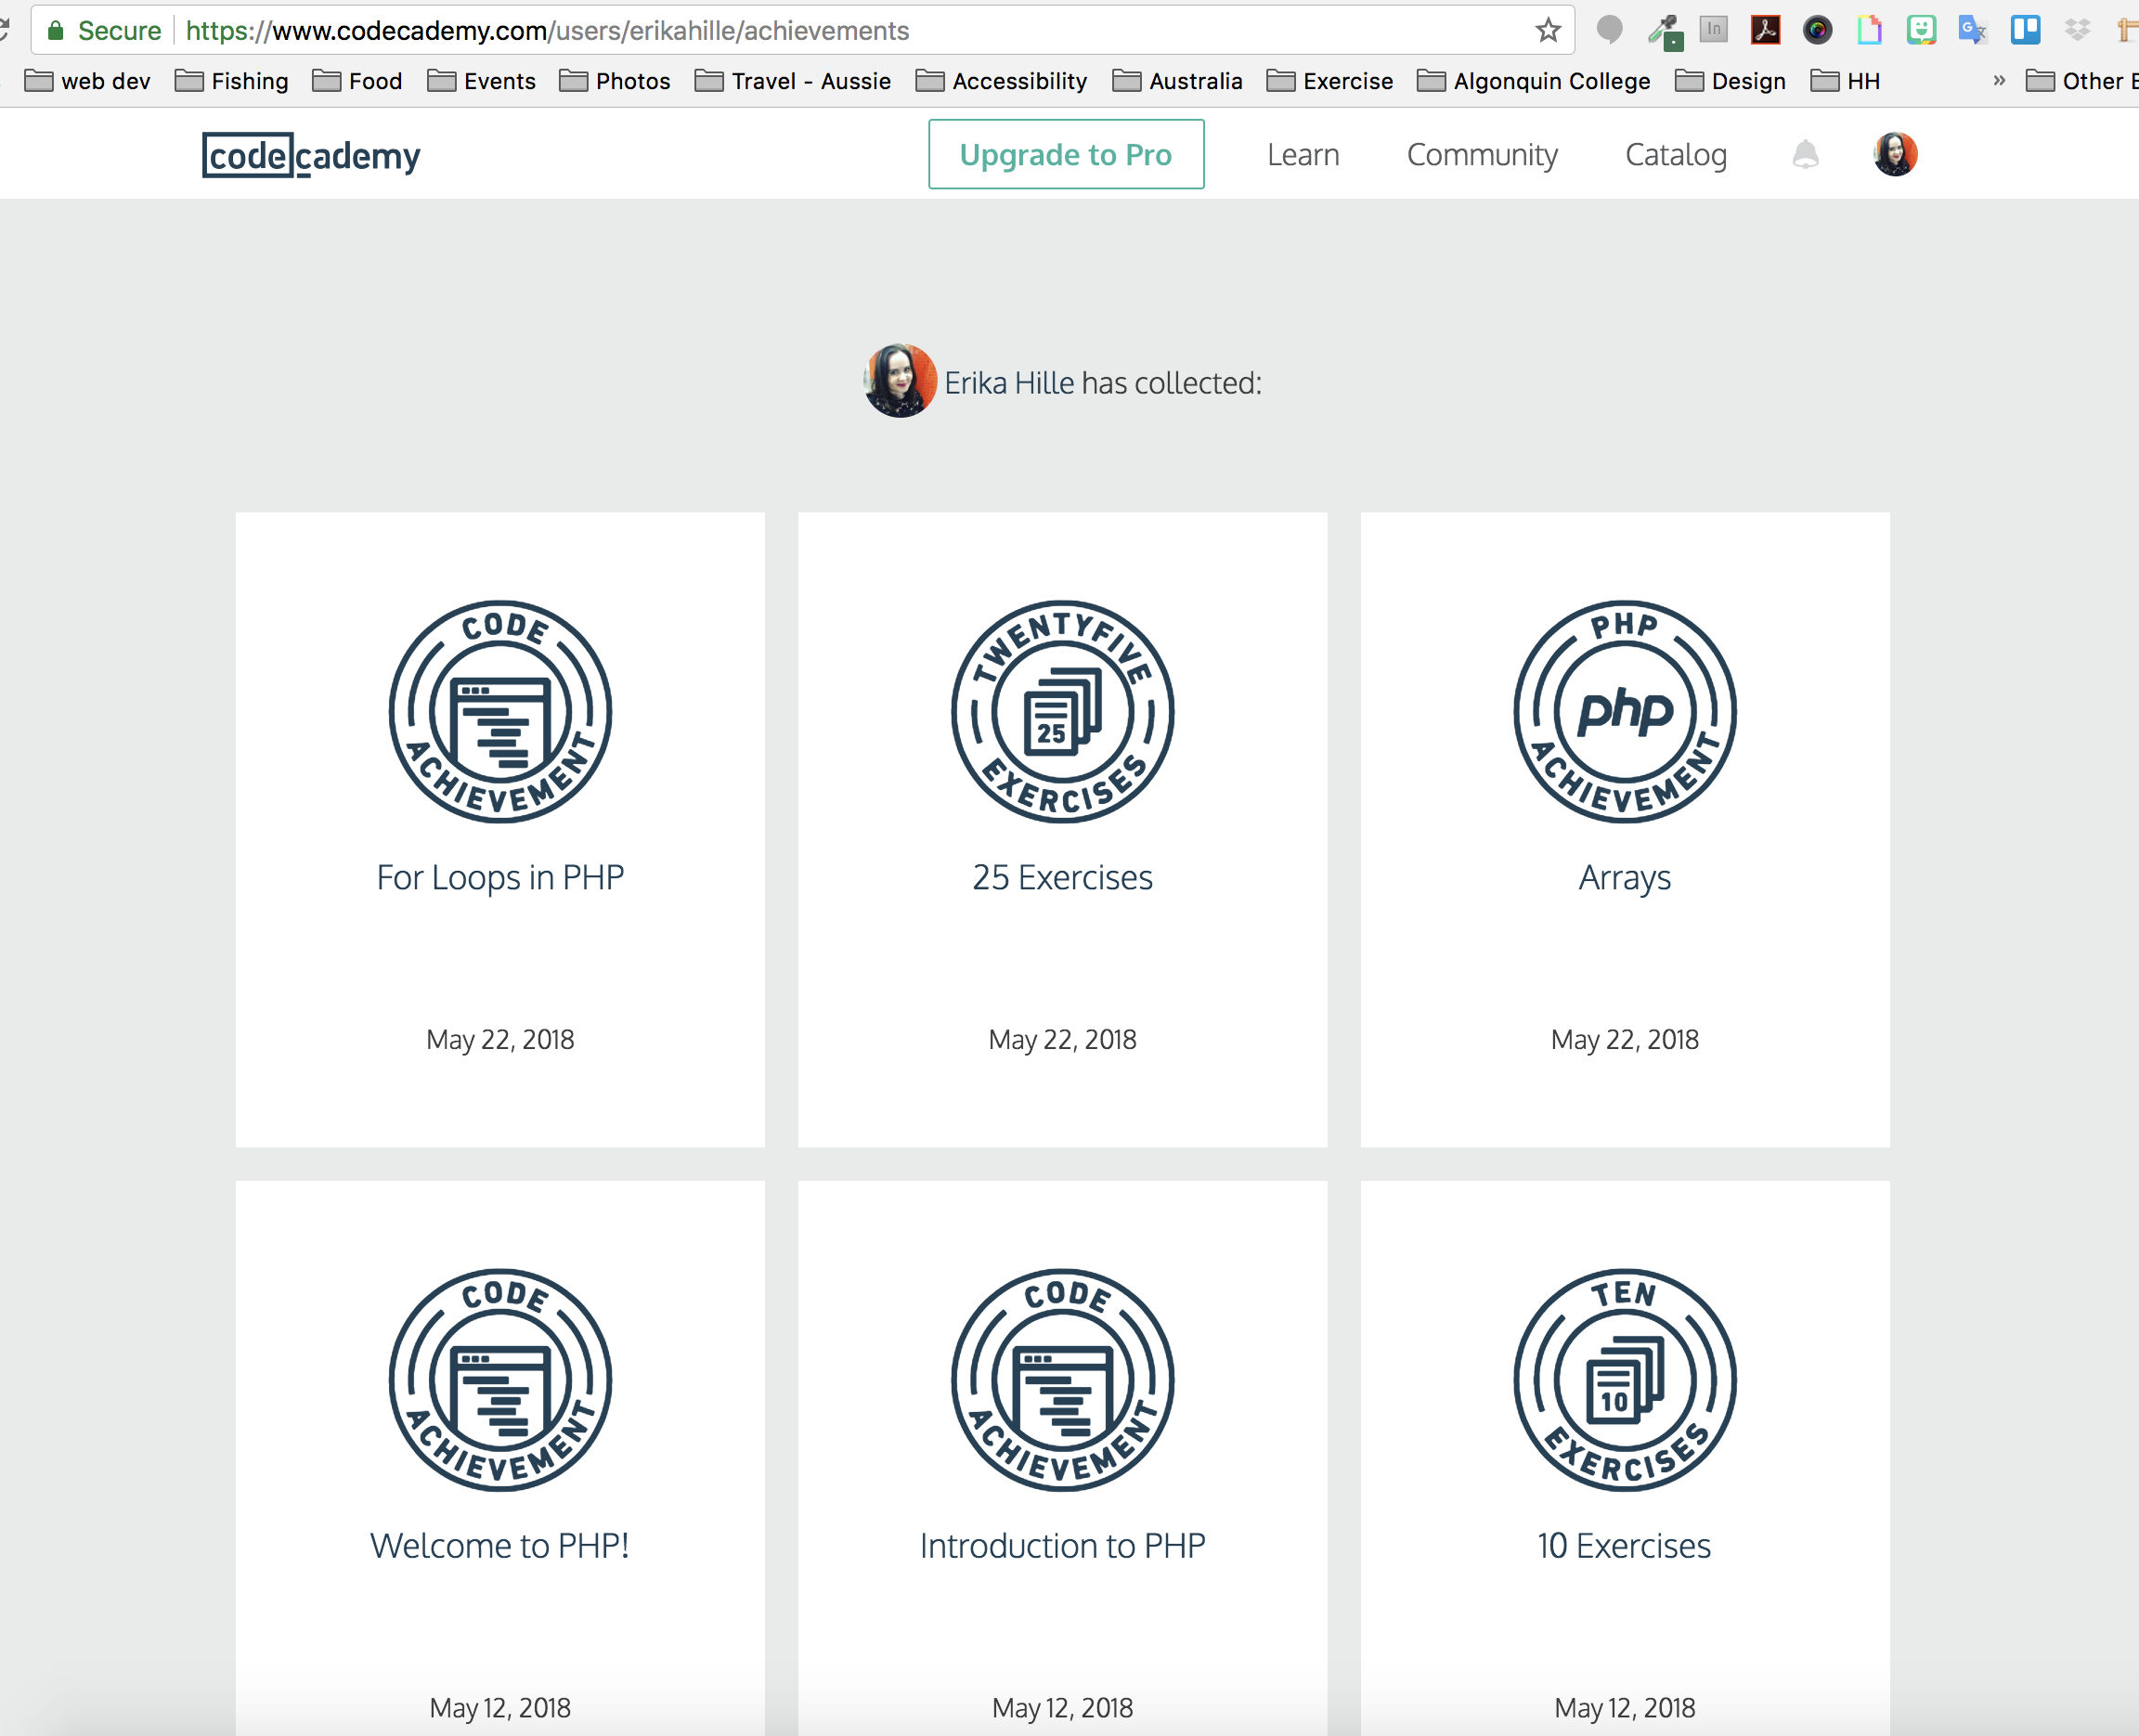 Secure https://www.codecademy.com/users/erikahille/achievements
web dev Fishing Food Events Photos Travel - Aussie Accessibility Australia Exercise Algonquin College Design HH » Other
codecademy Upgrade to Pro Learn Community Catalog
Erika Hille has collected:
CODE ACHIEVEMENT
TWENTYFIVE 25 EXERCISES
PHP php ACHIEVEMENT
For Loops in PHP
25 Exercises
Arrays
May 22, 2018
May 22, 2018
May 22, 2018
CODE ACHIEVEMENT
CODE ACHIEVEMENT
TEN 10 EXERCISES
Welcome to PHP!
Introduction to PHP
10 Exercises
May 12, 2018
May 12, 2018
May 12, 2018